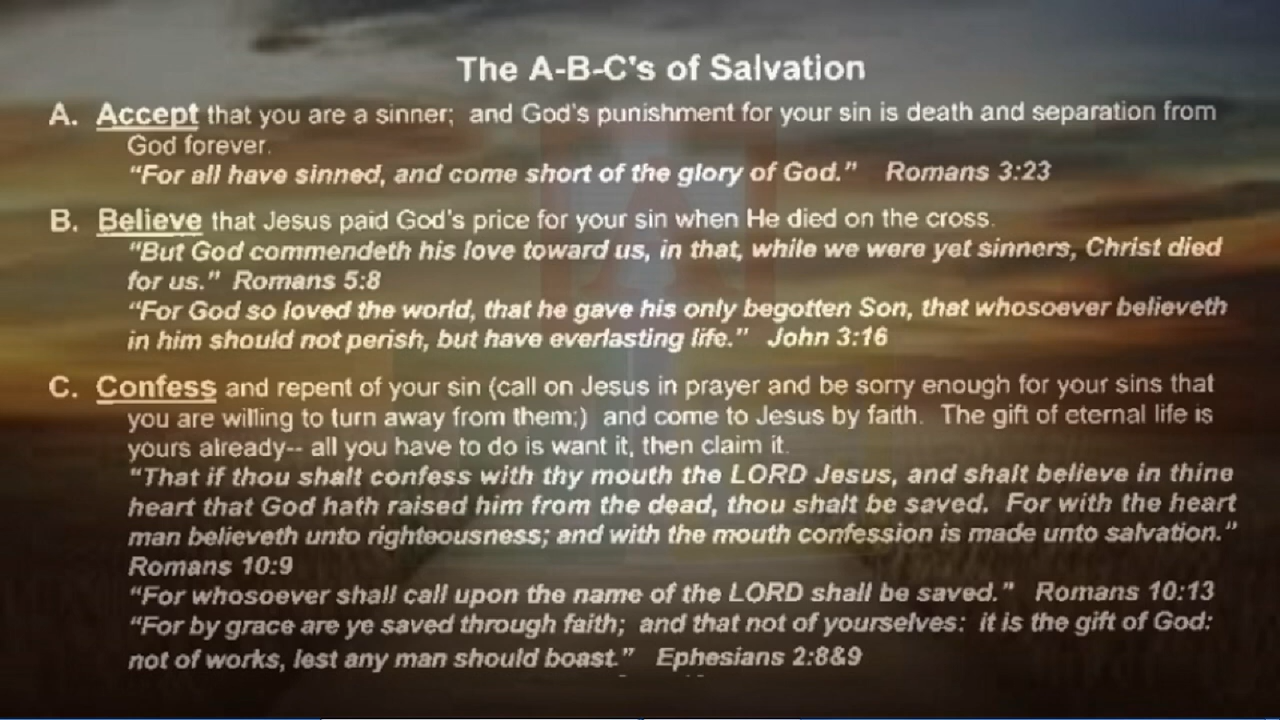 The A-B-C's of Salvation
A. Accept that you are a sinner; and God's punishment for your sin is death and separation from
God forever.
“For all have sinned, and come short of the glory of God.” Romans 3:23
B. Believe that Jesus paid God's price for your sin when He died on the cross.
“But God commendeth his love toward us, in that, while we were yet sinners, Christ died
for us.” Romans 5:8
“For God so loved the world, that he gave his only begotten Son, that whosoever believeth
in him should not perish, but have everlasting life.” John 3:16
C. Confess and repent of your sin (call on Jesus in prayer and be sorry enough for your sins that
you are willing to turn away from them;) and come to Jesus by faith. The gift of eternal life is
yours already-- all you have to do is want it, then claim it.
“That if thou shalt confess with thy mouth the LORD Jesus, and shalt believe in thine
heart that God hath raised him from the dead, thou shalt be saved. For with the heart
man believeth unto righteousness; and with the mouth confession is made unto salvation.”
Romans 10:9
“For whosoever shall call upon the name of the LORD shall be saved.” Romans 10:13
“For by grace are ye saved through faith; and that not of yourselves: it is the gift of God:
not of works, lest any man should boast.” Ephesians 2:8&9